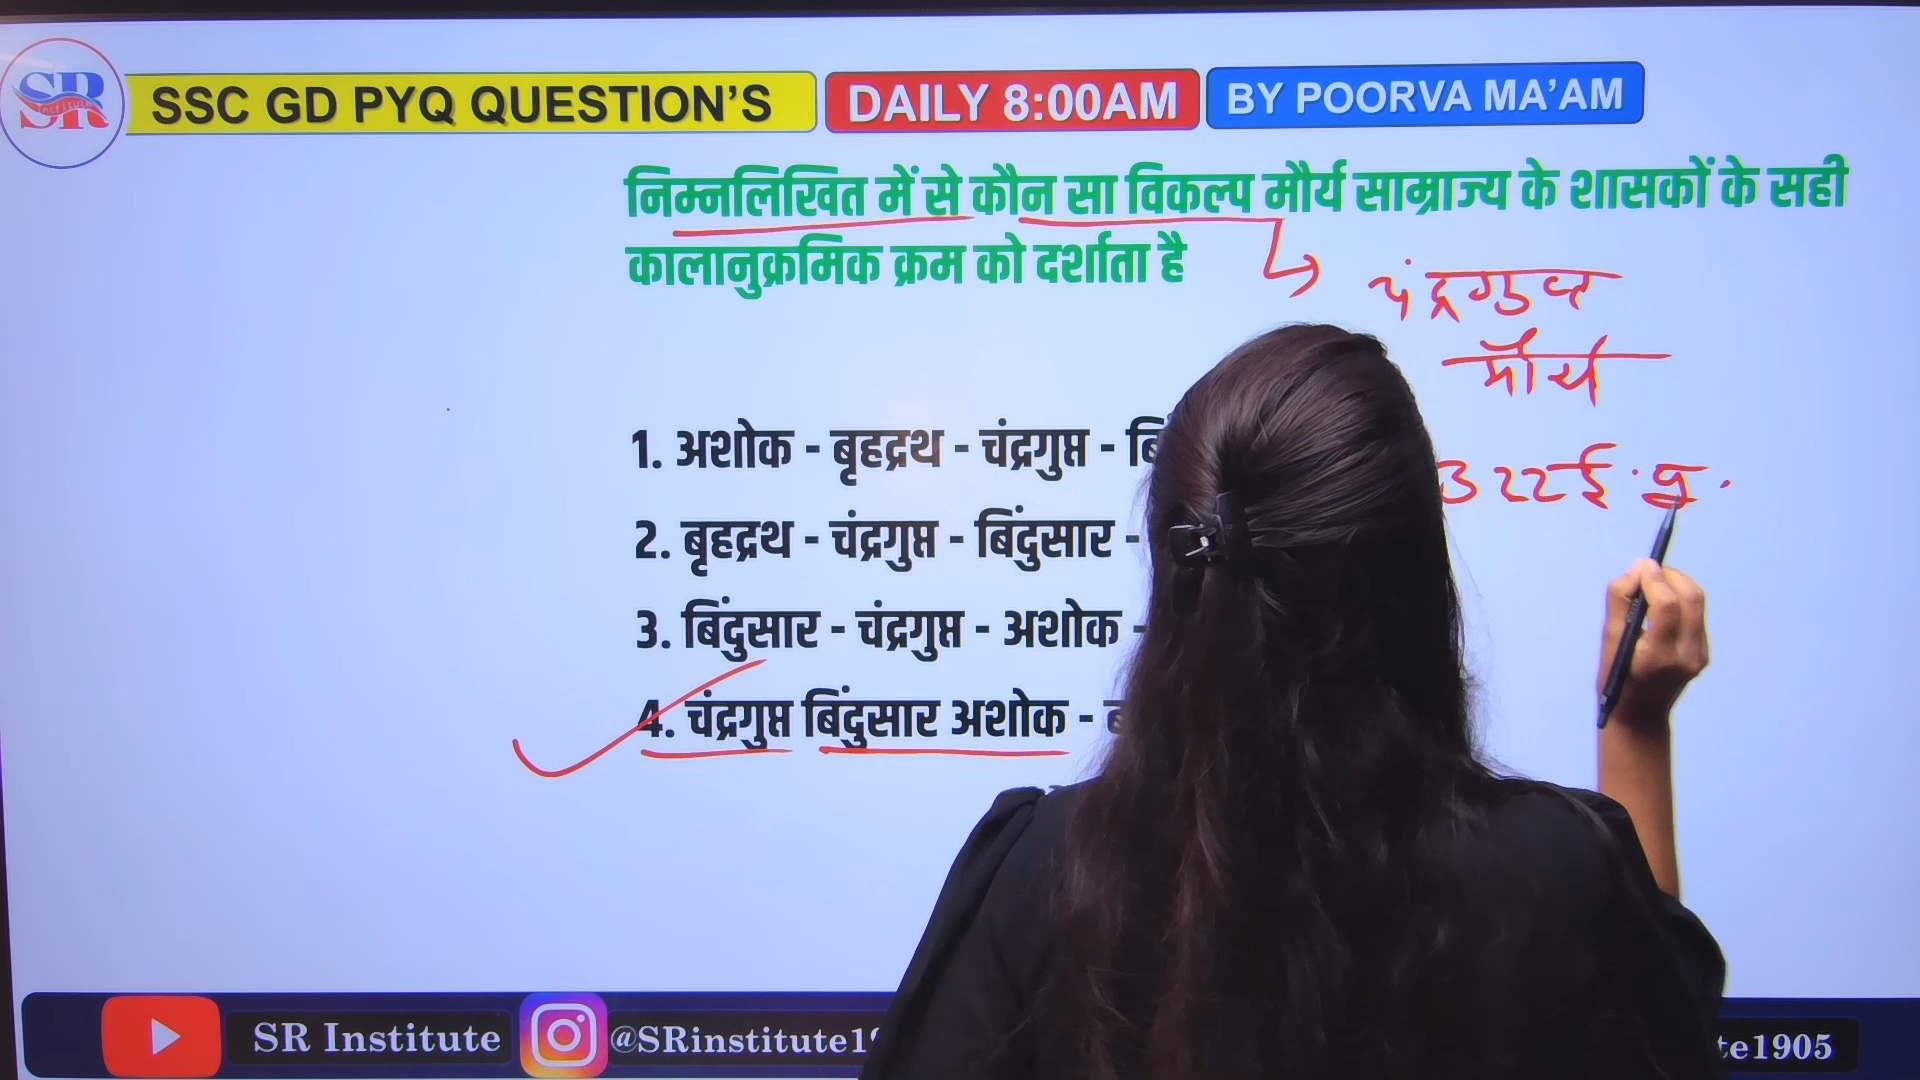 SR
Institute
SSC GD PYQ QUESTION'S
DAILY 8:00AM
BY POORVA MA'AM
निम्नलिखित में से कौन सा विकल्प मौर्य साम्राज्य के शासकों के सही
कालानुक्रमिक क्रम को दर्शाता है
चंद्रगुप्त
मौर्य
322ई.पू.
1. अशोक - बृहद्रथ - चंद्रगुप्त -
2. बृहद्रथ - चंद्रगुप्त - बिंदुसार -
3. बिंदुसार - चंद्रगुप्त - अशोक -
4. चंद्रगुप्त बिंदुसार अशोक -
SR Institute
@SRinstitute1
te1905